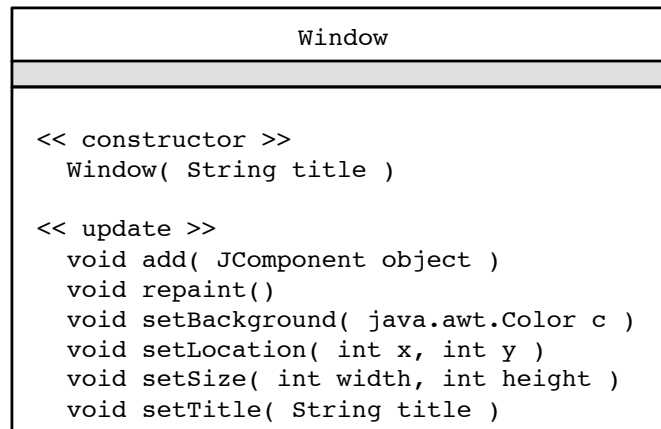 Window
<< constructor >>
Window( String title )
<< update >>
void add( JComponent object )
void repaint()
void setBackground( java.awt.Color c )
void setLocation( int x, int y )
void setSize( int width, int height )
void setTitle( String title )